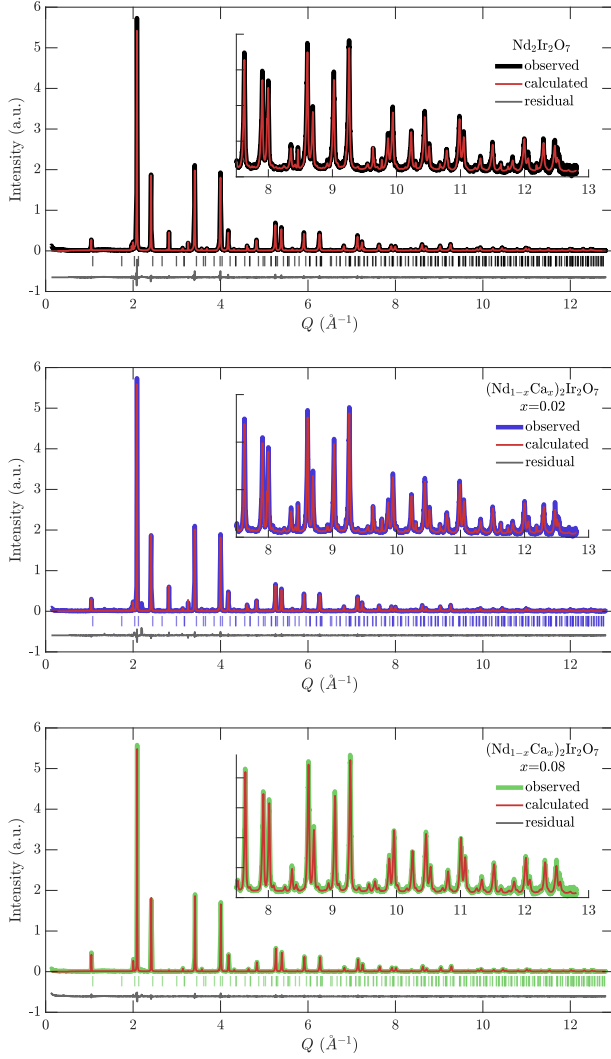 6
5
4
3
2
1
0
-1
Intensity (a.u.)
Nd₂Ir₂O₇
observed
calculated
residual
8 9 10 11 12 13
2 4 6 8 10 12
Q (Å⁻¹)
6
5
4
3
2
1
0
-1
Intensity (a.u.)
(Nd₁₋ₓCaₓ)₂Ir₂O₇
x=0.02
observed
calculated
residual
8 9 10 11 12 13
2 4 6 8 10 12
Q (Å⁻¹)
6
5
4
3
2
1
0
-1
Intensity (a.u.)
(Nd₁₋ₓCaₓ)₂Ir₂O₇
x=0.08
observed
calculated
residual
8 9 10 11 12 13
2 4 6 8 10 12
Q (Å⁻¹)